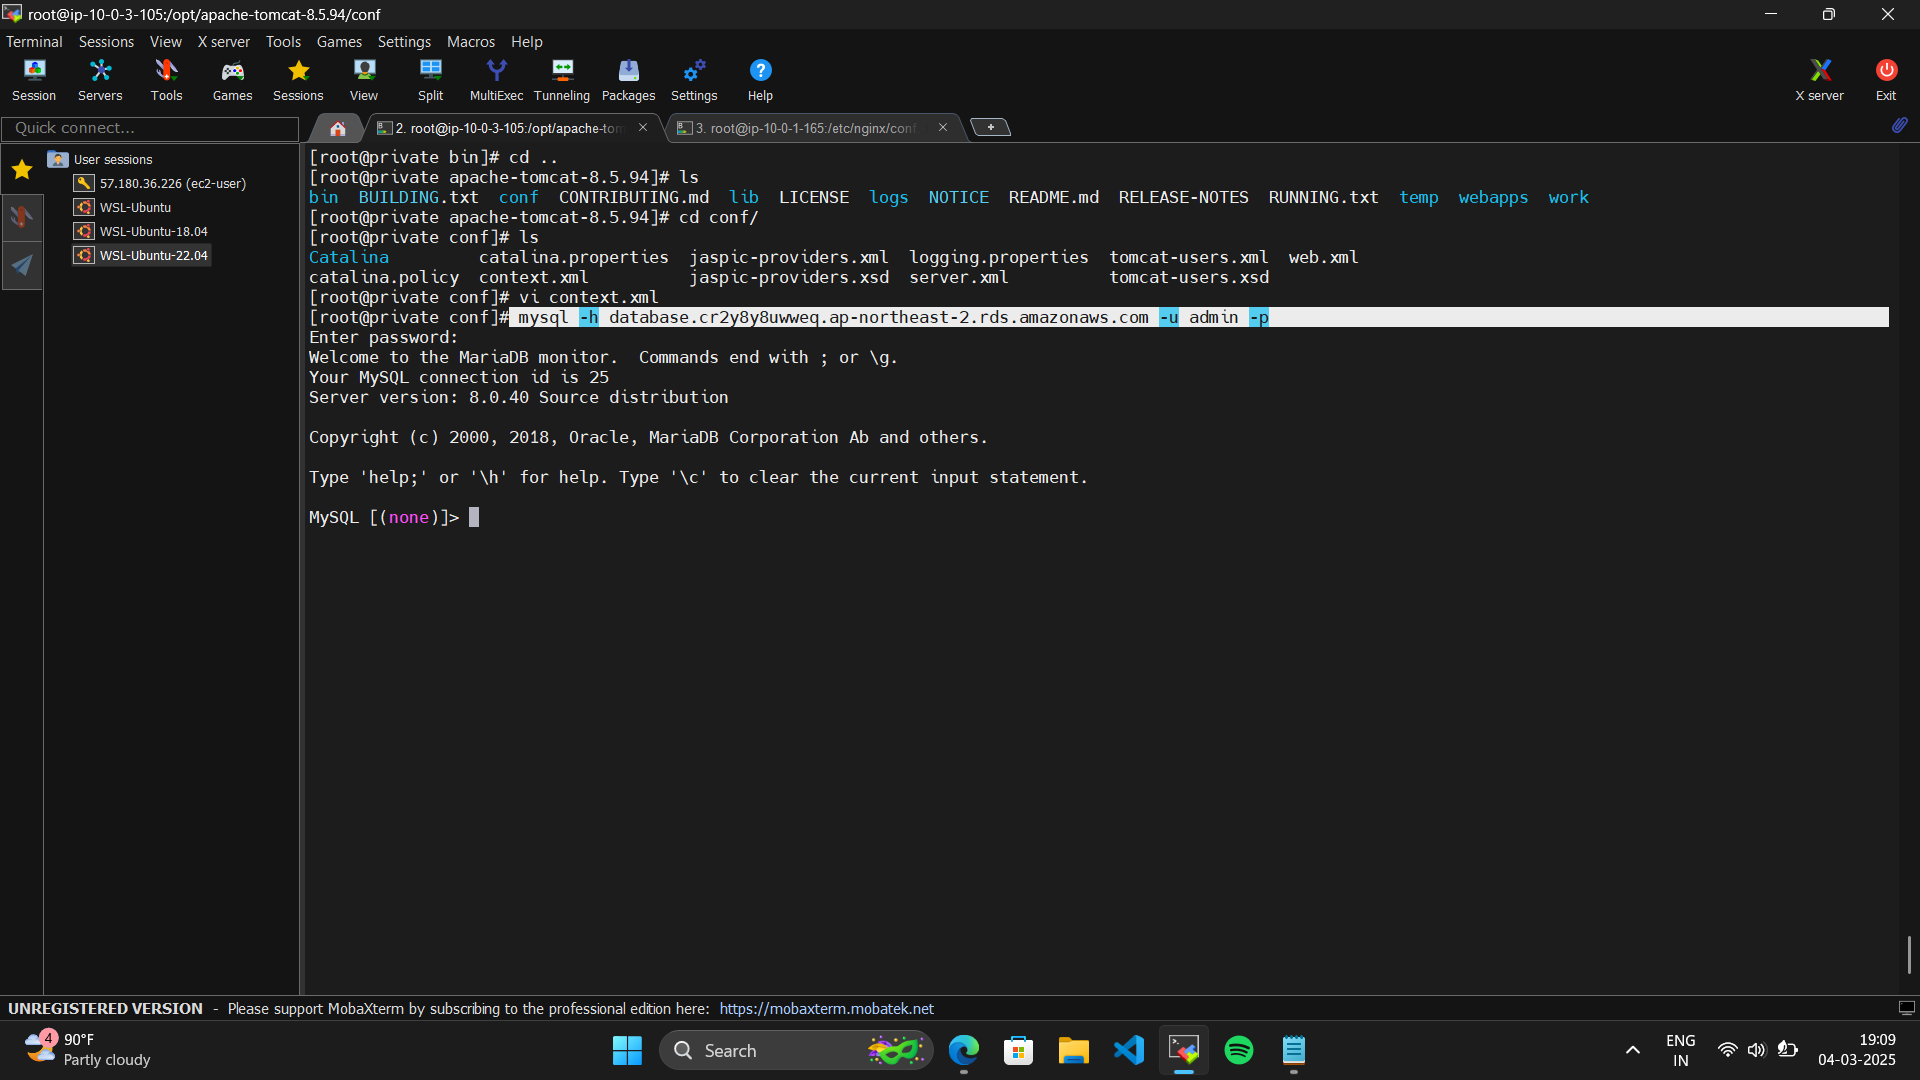 root@ip-10-0-3-105:/opt/apache-tomcat-8.5.94/conf
Terminal Sessions View X server Tools Games Settings Macros Help
Session Servers Tools Games Sessions View Split MultiExec Tunneling Packages Settings Help X server Exit
Quick connect...
2. root@ip-10-0-3-105:/opt/apache-tom
3. root@ip-10-0-1-165:/etc/nginx/conf
User sessions
57.180.36.226 (ec2-user)
WSL-Ubuntu
WSL-Ubuntu-18.04
WSL-Ubuntu-22.04
[root@private bin]# cd ..
[root@private apache-tomcat-8.5.94]# ls
bin BUILDING.txt conf CONTRIBUTING.md lib LICENSE logs NOTICE README.md RELEASE-NOTES RUNNING.txt temp webapps work
[root@private apache-tomcat-8.5.94]# cd conf/
[root@private conf]# ls
Catalina catalina.properties jaspic-providers.xml logging.properties tomcat-users.xml web.xml
catalina.policy context.xml jaspic-providers.xsd server.xml tomcat-users.xsd
[root@private conf]# vi context.xml
[root@private conf]# mysql -h database.cr2y8y8uwweq.ap-northeast-2.rds.amazonaws.com -u admin -p
Enter password:
Welcome to the MariaDB monitor. Commands end with ; or \g.
Your MySQL connection id is 25
Server version: 8.0.40 Source distribution
Copyright (c) 2000, 2018, Oracle, MariaDB Corporation Ab and others.
Type 'help;' or '\h' for help. Type '\c' to clear the current input statement.
MySQL [(none)]>
UNREGISTERED VERSION - Please support MobaXterm by subscribing to the professional edition here: https://mobaxterm.mobatek.net
4
90°F
Partly cloudy
Search
ENG
IN
19:09
04-03-2025